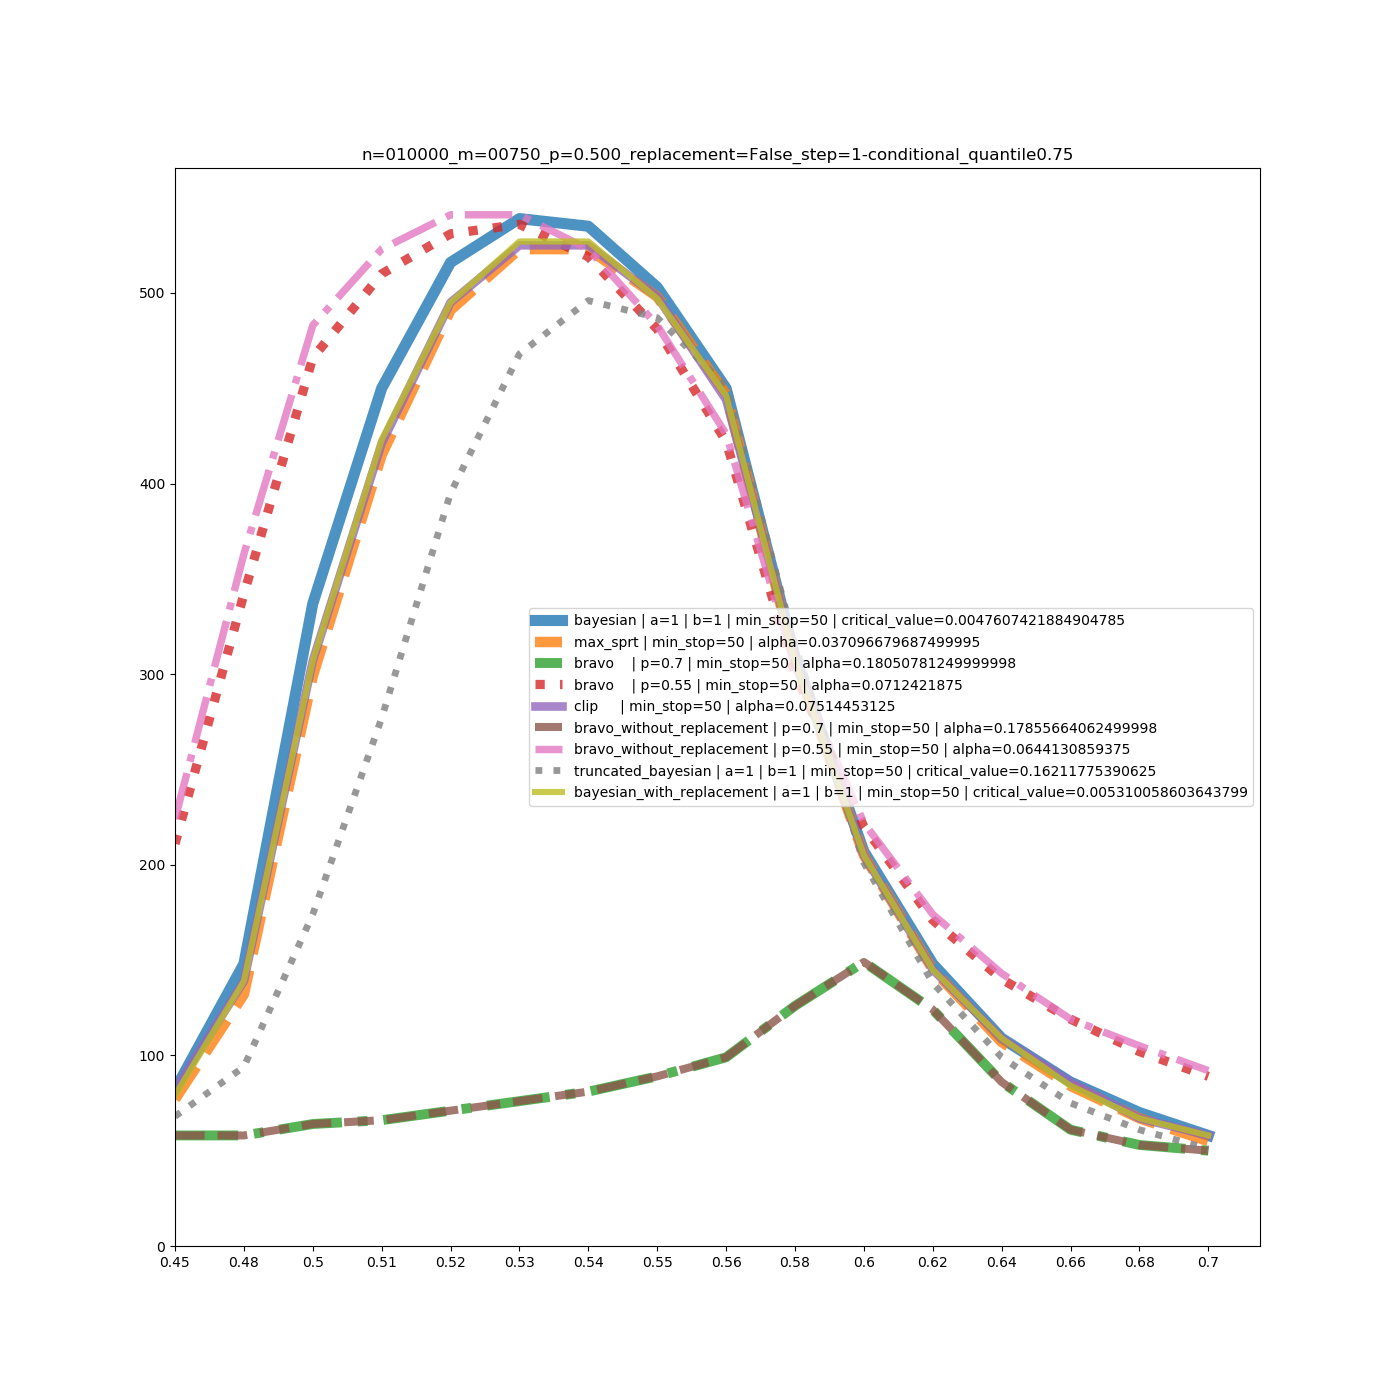 n=010000_m=00750_p=0.500_replacement=False_step=1-conditional_quantile0.75
500
400
300
200
100
0
bayesian | a=1 | b=1 | min_stop=50 | critical_value=0.0047607421884904785
max_sprt | min_stop=50 | alpha=0.037096679687499995
bravo | p=0.7 | min_stop=50 | alpha=0.18050781249999998
bravo | p=0.55 | min_stop=50 | alpha=0.0712421875
clip | min_stop=50 | alpha=0.07514453125
bravo_without_replacement | p=0.7 | min_stop=50 | alpha=0.17855664062499998
bravo_without_replacement | p=0.55 | min_stop=50 | alpha=0.0644130859375
truncated_bayesian | a=1 | b=1 | min_stop=50 | critical_value=0.16211775390625
bayesian_with_replacement | a=1 | b=1 | min_stop=50 | critical_value=0.005310058603643799
0.45 0.48 0.5 0.51 0.52 0.53 0.54 0.55 0.56 0.58 0.6 0.62 0.64 0.66 0.68 0.7